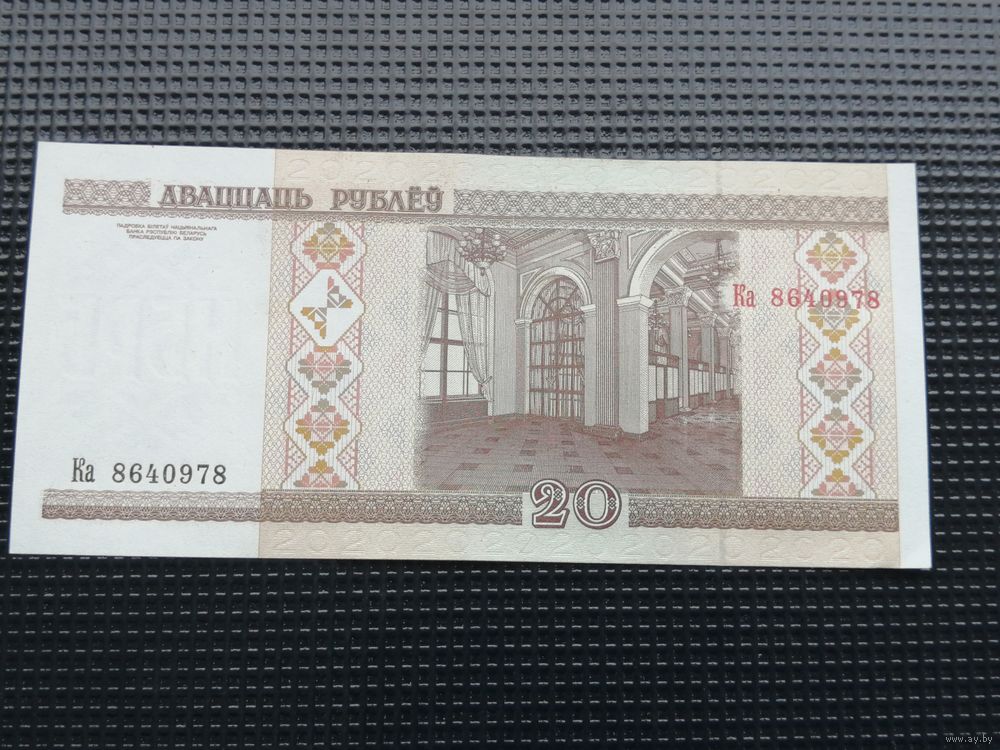 ДВАЦЦАЦЬ РУБЛЁЎ
ПАДРОБКА БІЛЕТАЎ НАЦЫЯНАЛЬНАГА
БАНКА РЭСПУБЛІКІ БЕЛАРУСЬ
ПРАСЛЕДУЕЦЦА ПА ЗАКОНУ
Ка 8640978
Ка 8640978
20
www.ay.by